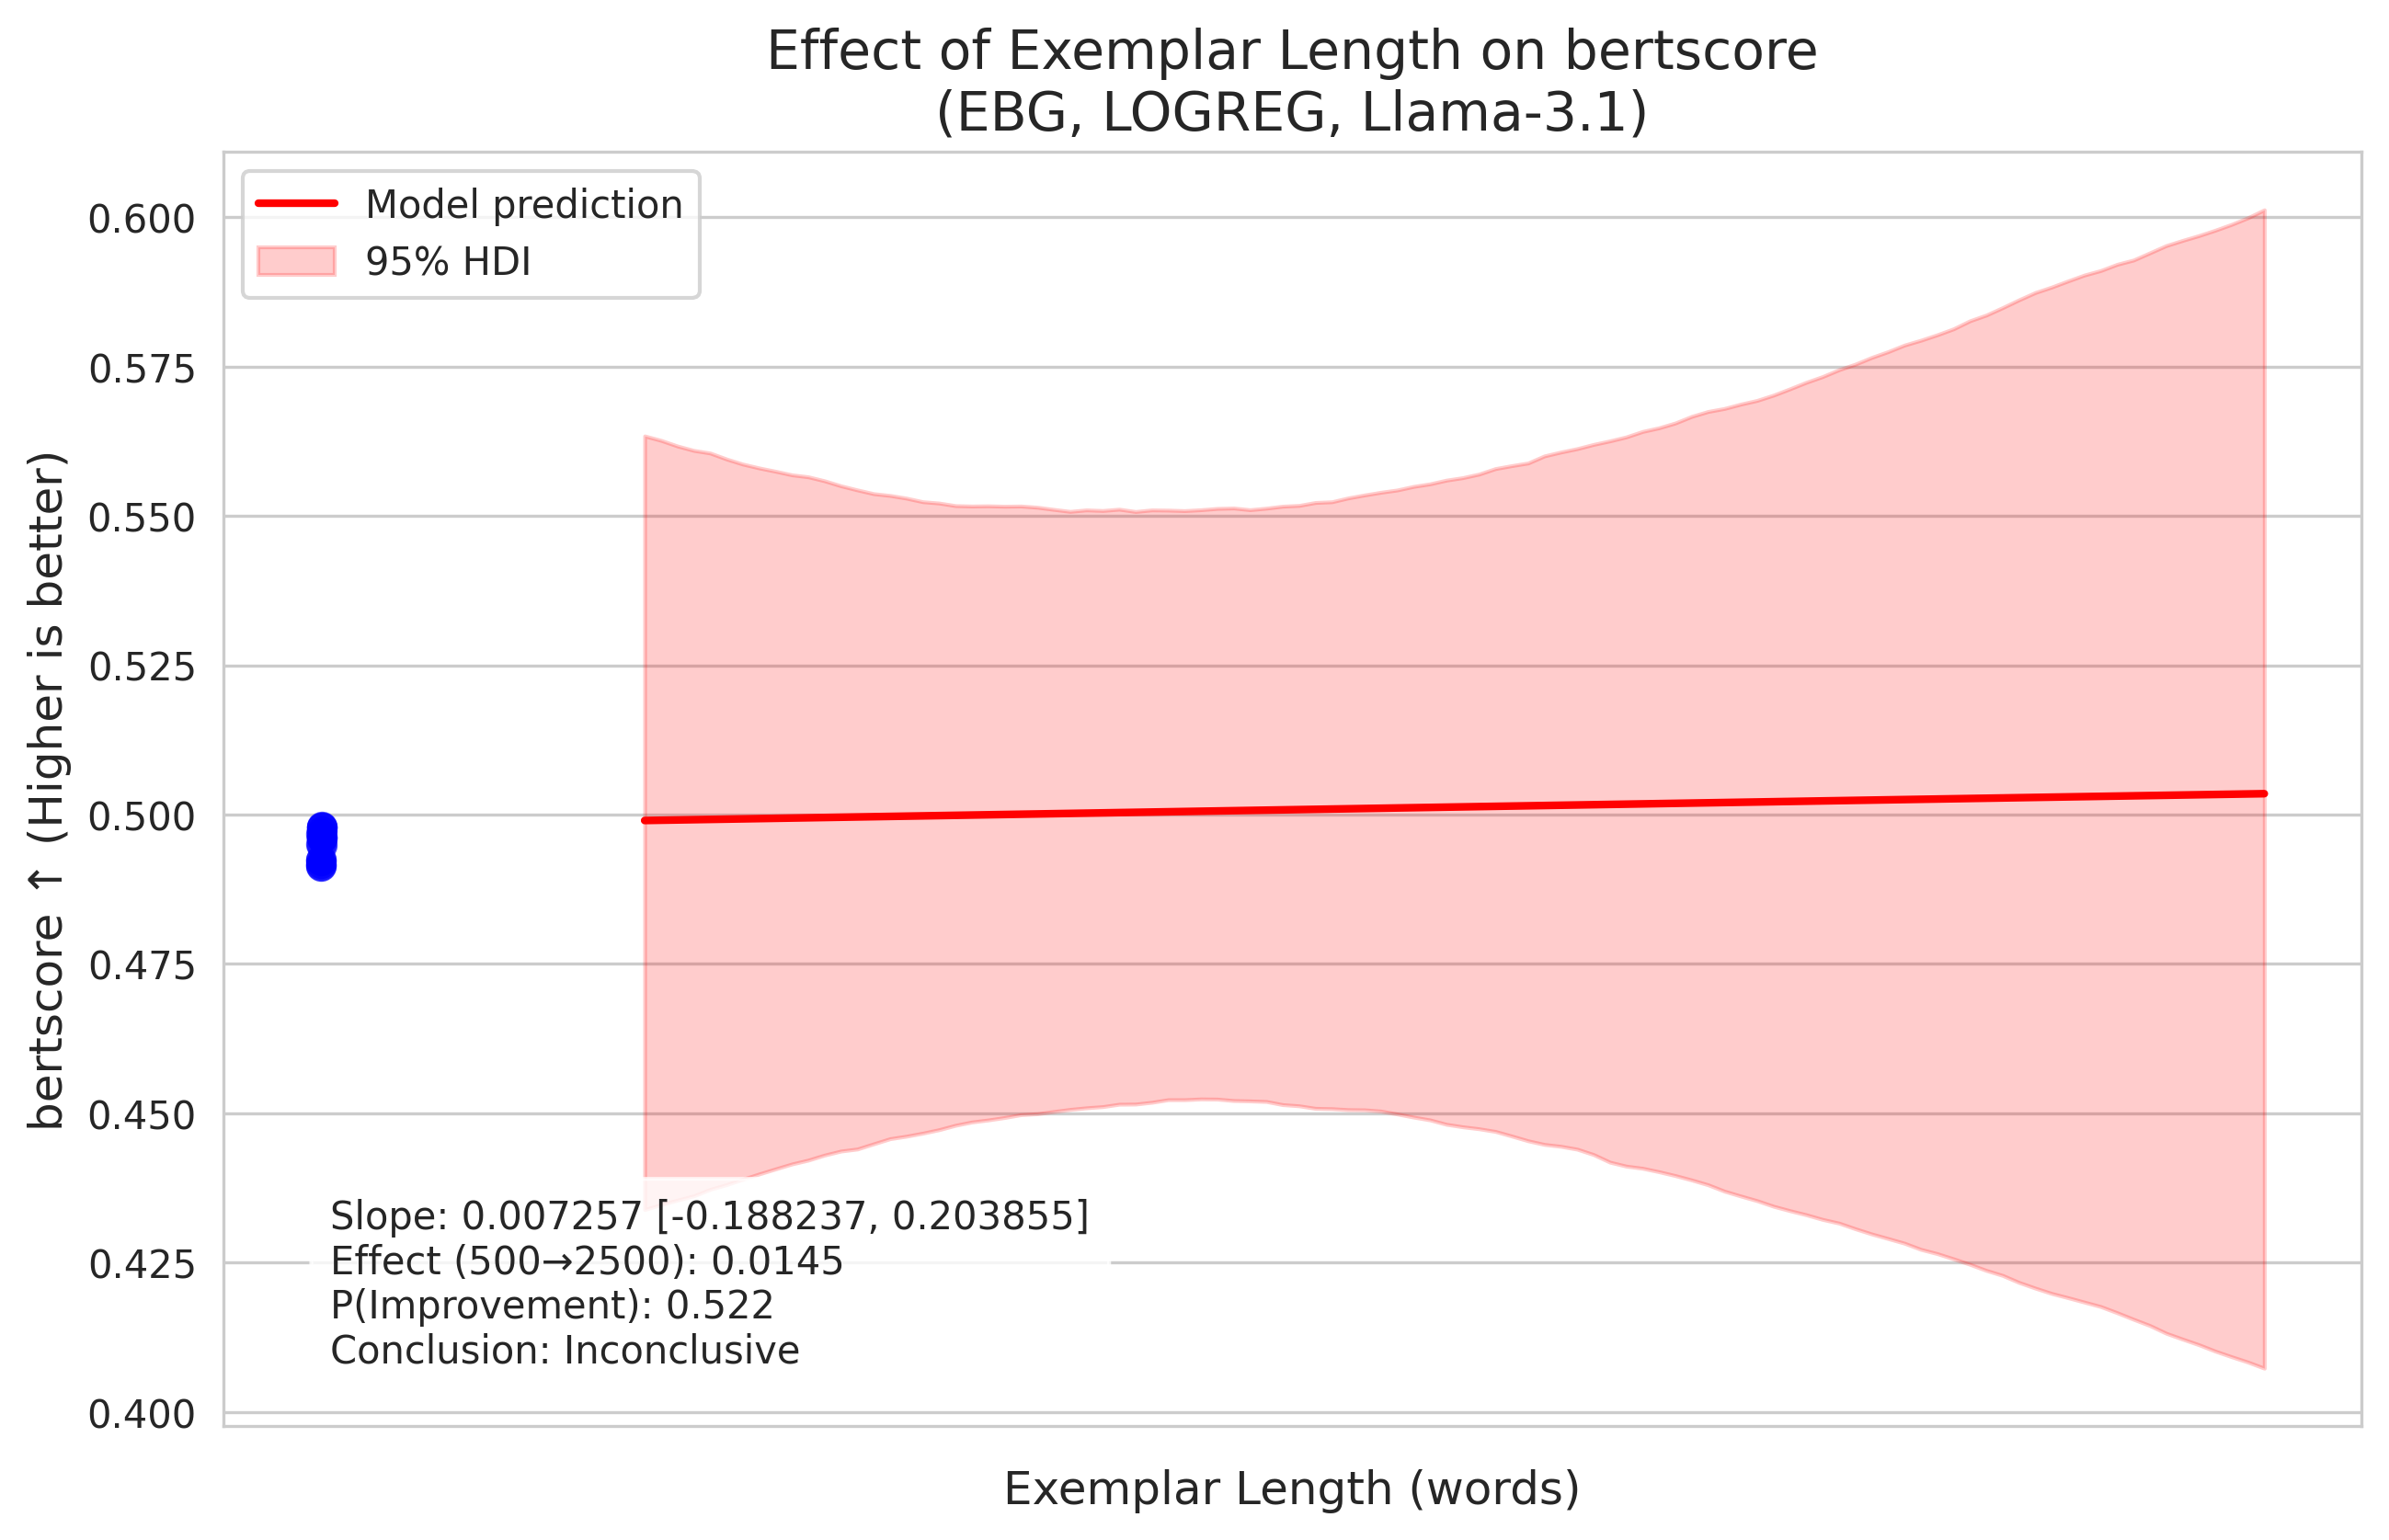 Effect of Exemplar Length on bertscore
(EBG, LOGREG, Llama-3.1)
Model prediction
95% HDI
0.600
0.575
0.550
0.525
0.500
0.475
0.450
0.425
0.400
bertscore ↑ (Higher is better)
Slope: 0.007257 [-0.188237, 0.203855]
Effect (500→2500): 0.0145
P(Improvement): 0.522
Conclusion: Inconclusive
Exemplar Length (words)